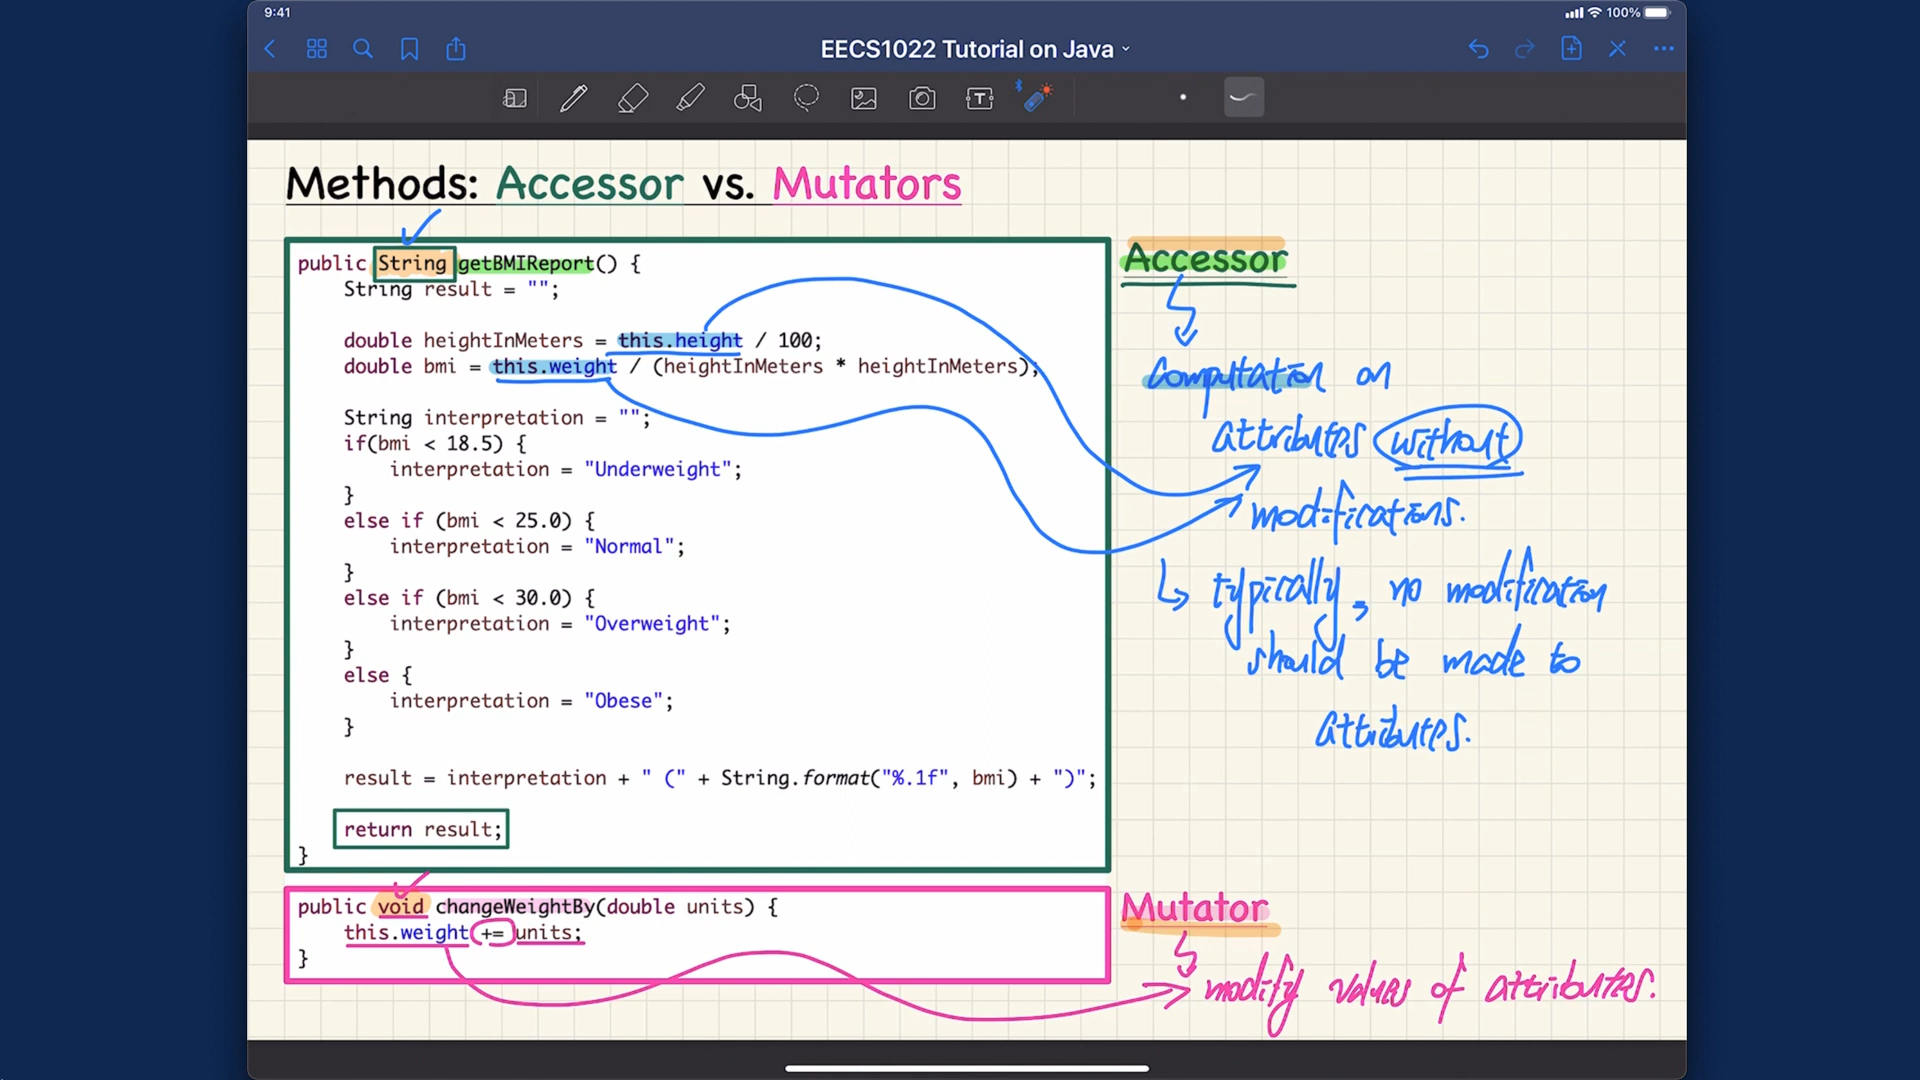 9:41
100%
EECS1022 Tutorial on Java
Methods: Accessor vs. Mutators
public String getBMIReport() {
String result = "";
double heightInMeters = this.height / 100;
double bmi = this.weight / (heightInMeters * heightInMeters);
String interpretation = "";
if(bmi < 18.5) {
interpretation = "Underweight";
}
else if (bmi < 25.0) {
interpretation = "Normal";
}
else if (bmi < 30.0) {
interpretation = "Overweight";
}
else {
interpretation = "Obese";
}
result = interpretation + " (" + String.format("%.1f", bmi) + ")";
return result;
}
Accessor
Computation on
attributes without
modifications.
typically, no modification
should be made to
attributes.
public void changeWeightBy(double units) {
this.weight += units;
}
Mutator
modify values of attributes.